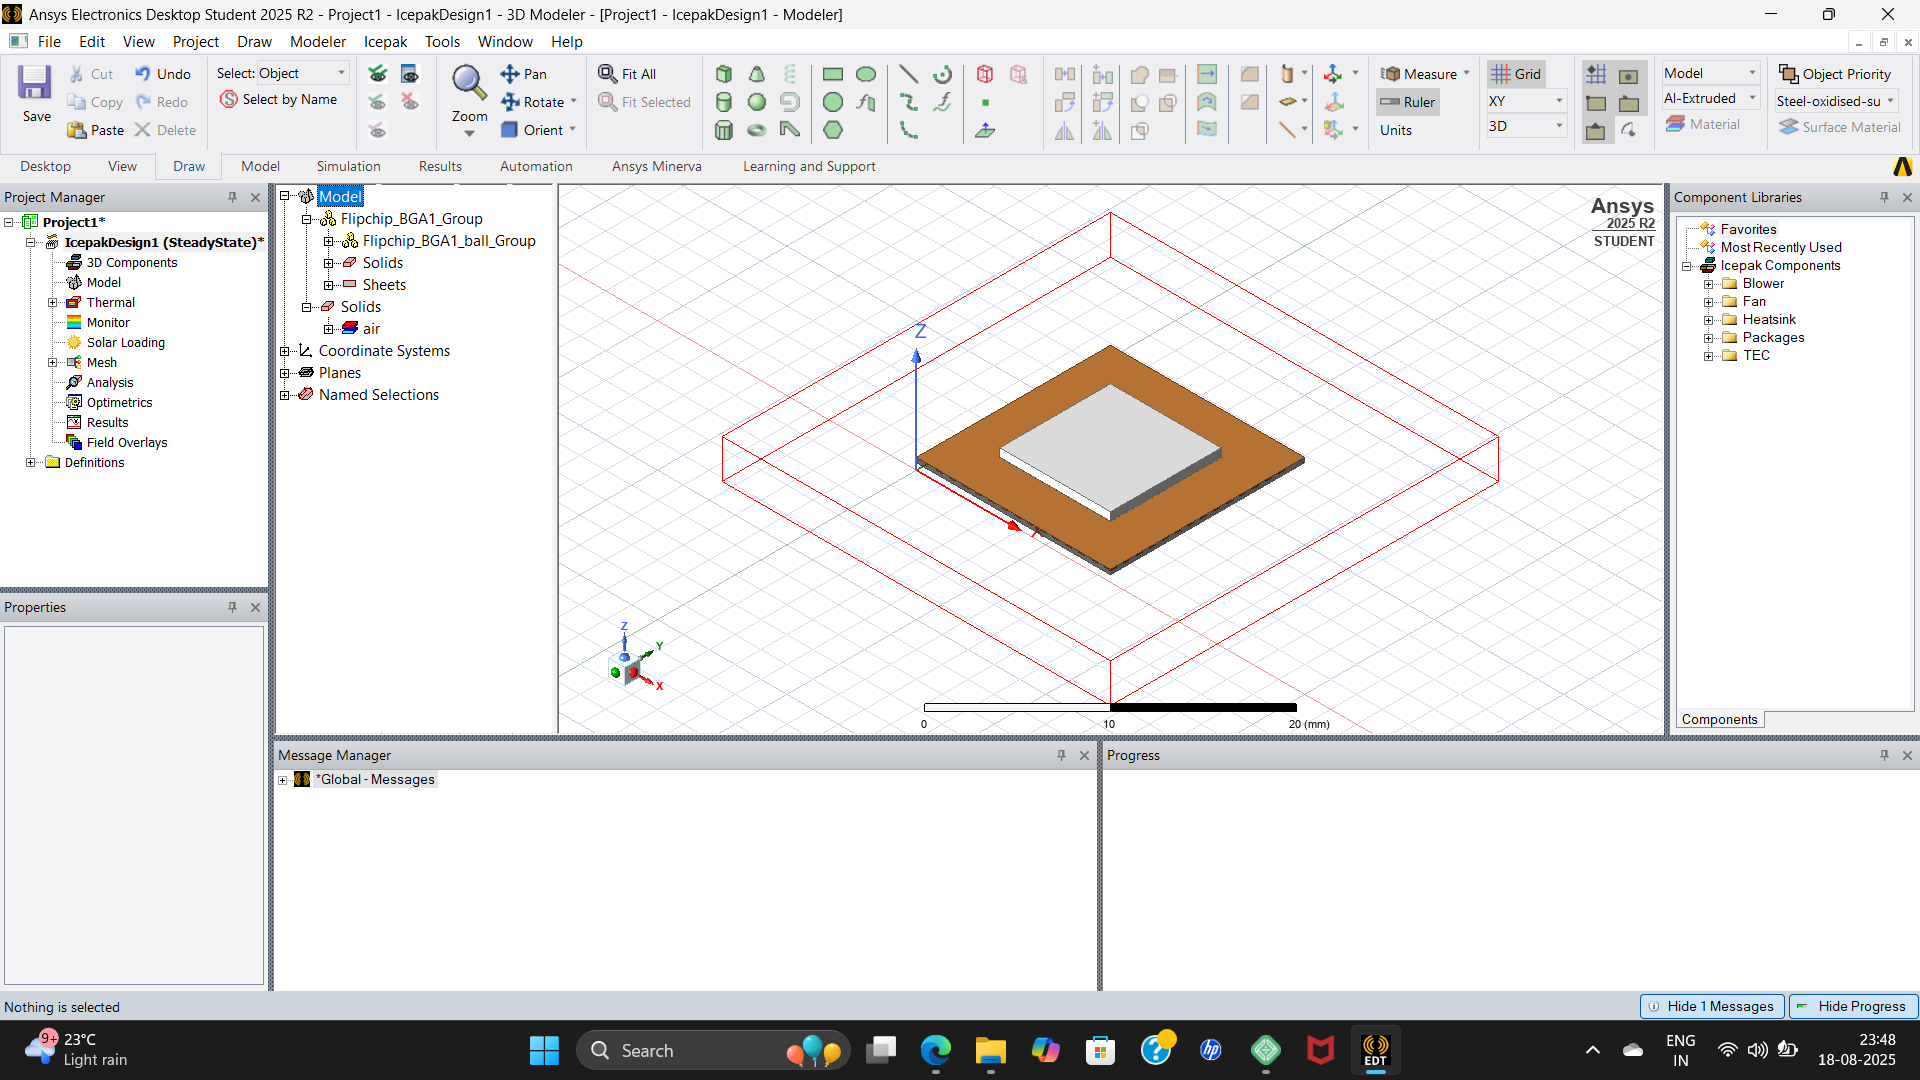 Ansys Electronics Desktop Student 2025 R2 - Project1 - IcepakDesign1 - 3D Modeler - [Project1 - IcepakDesign1 - Modeler]
File Edit View Project Draw Modeler Icepak Tools Window Help
Save
Cut
Copy
Paste
Undo
Redo
Delete
Select: Object
Select by Name
Zoom
Pan
Rotate
Orient
Fit All
Fit Selected
Measure
Ruler
Units
Grid
XY
3D
Model
Al-Extruded
Material
Object Priority
Steel-oxidised-su
Surface Material
Desktop View Draw Model Simulation Results Automation Ansys Minerva Learning and Support
Project Manager
Project1*
IcepakDesign1 (SteadyState)*
3D Components
Model
Thermal
Monitor
Solar Loading
Mesh
Analysis
Optimetrics
Results
Field Overlays
Definitions
Properties
Model
Flipchip_BGA1_Group
Flipchip_BGA1_ball_Group
Solids
Sheets
Solids
air
Coordinate Systems
Planes
Named Selections
Ansys
2025 R2
STUDENT
Z
X
Z
Y
X
0 10 20 (mm)
Component Libraries
Favorites
Most Recently Used
Icepak Components
Blower
Fan
Heatsink
Packages
TEC
Components
Message Manager
*Global - Messages
Progress
Nothing is selected
Hide 1 Messages
Hide Progress
9+
23°C
Light rain
Search
hp
EDT
ENG
IN
23:48
18-08-2025